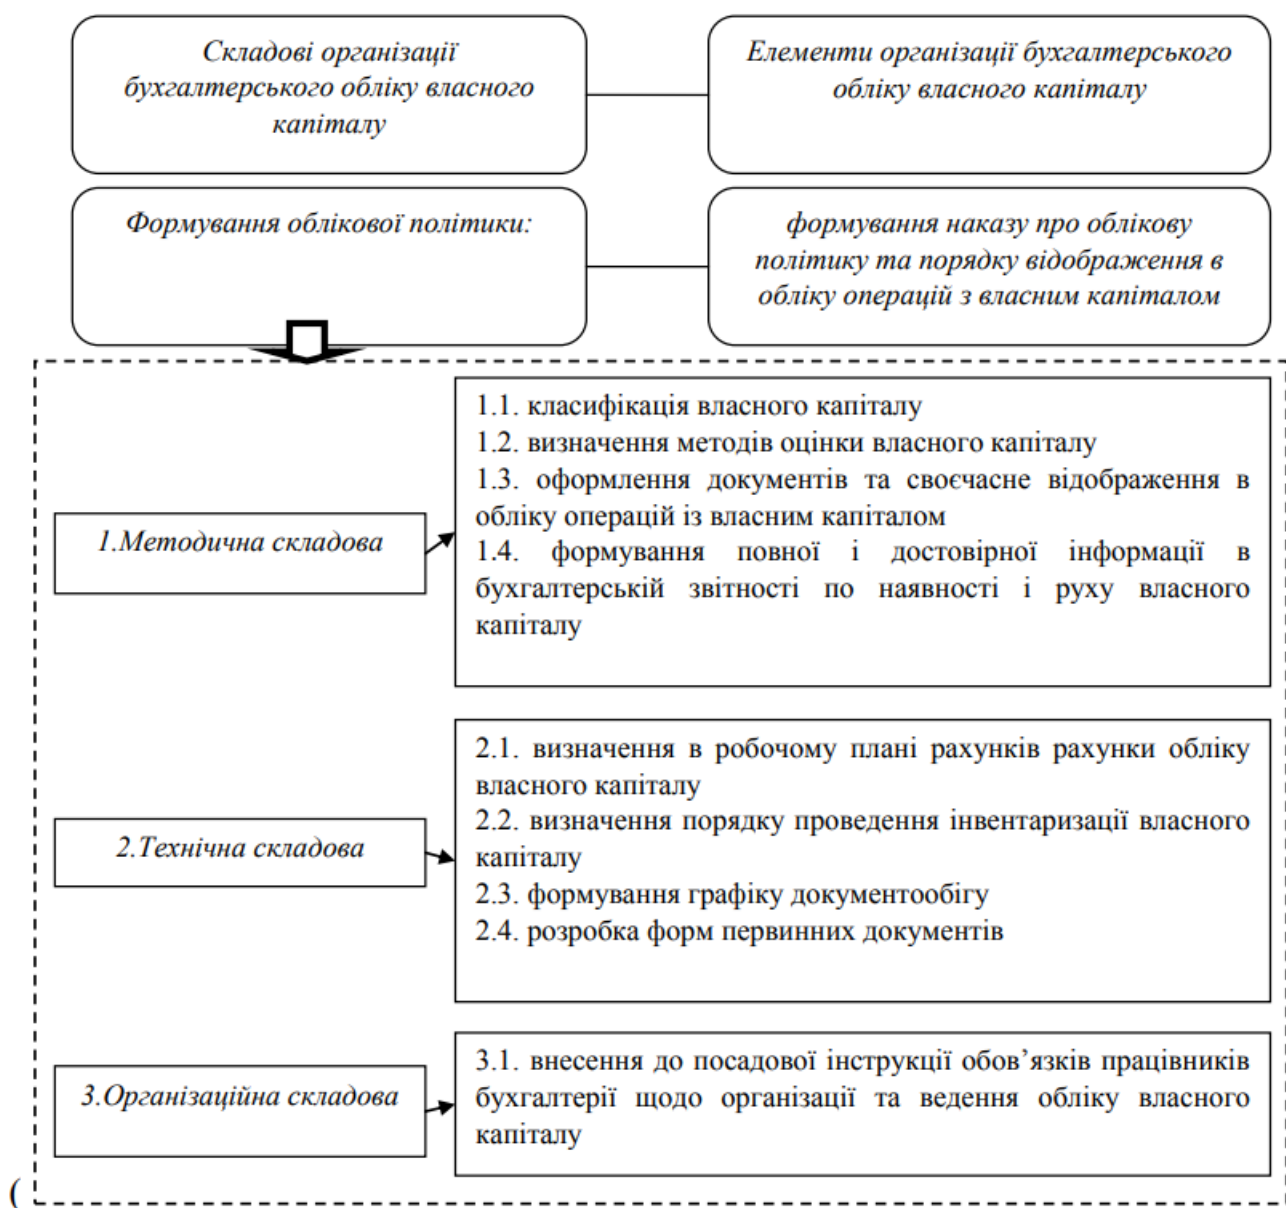 Складові організації
бухгалтерського обліку власного
капіталу
Елементи організації бухгалтерського
обліку власного капіталу
Формування облікової політики:
формування наказу про облікову
політику та порядку відображення в
обліку операцій з власним капіталом
1.Методична складова
1.1. класифікація власного капіталу
1.2. визначення методів оцінки власного капіталу
1.3. оформлення документів та своєчасне відображення в
обліку операцій із власним капіталом
1.4. формування повної і достовірної інформації в
бухгалтерській звітності по наявності і руху власного
капіталу
2.Технічна складова
2.1. визначення в робочому плані рахунків рахунки обліку
власного капіталу
2.2. визначення порядку проведення інвентаризації власного
капіталу
2.3. формування графіку документообігу
2.4. розробка форм первинних документів
3.Організаційна складова
3.1. внесення до посадової інструкції обов’язків працівників
бухгалтерії щодо організації та ведення обліку власного
капіталу
(